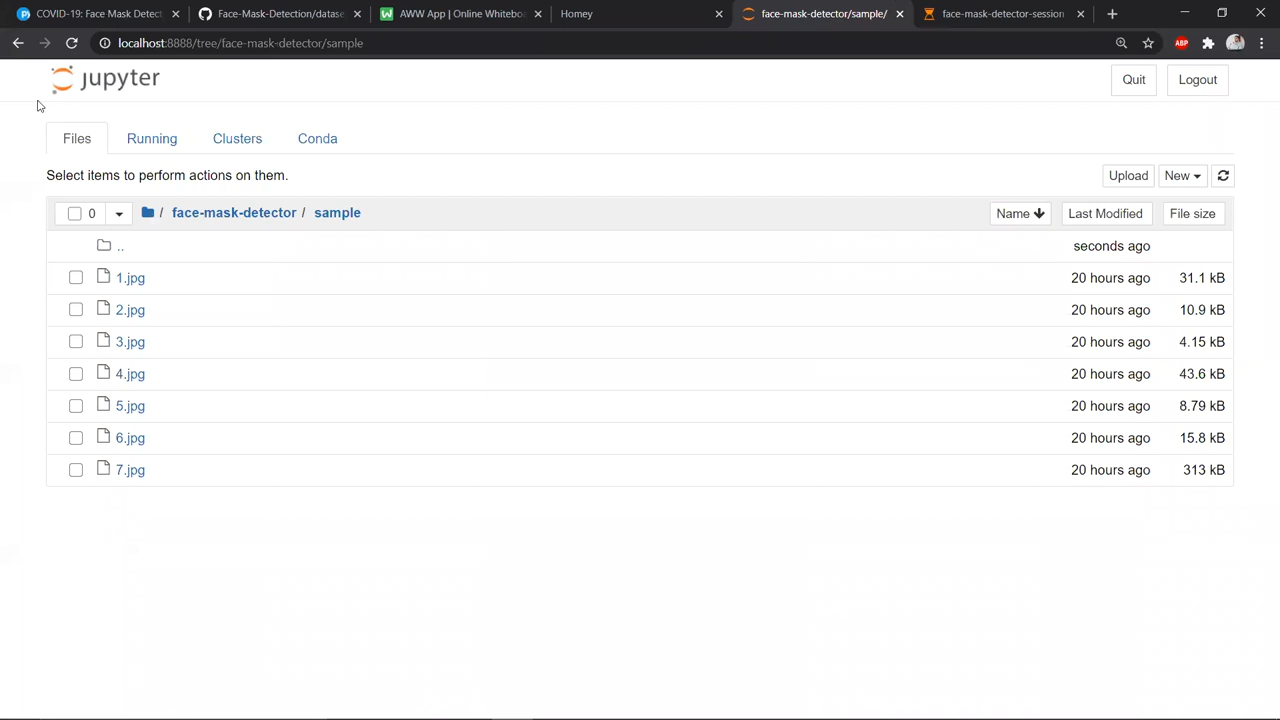 COVID-19: Face Mask Detect
Face-Mask-Detection/datase
AWW App | Online Whiteboa
Homey
face-mask-detector/sample/
face-mask-detector-session
localhost:8888/tree/face-mask-detector/sample
ABP
jupyter
Quit
Logout
Files
Running
Clusters
Conda
Select items to perform actions on them.
Upload
New
0
/ face-mask-detector / sample
Name
Last Modified
File size
..
seconds ago
1.jpg
20 hours ago
31.1 kB
2.jpg
20 hours ago
10.9 kB
3.jpg
20 hours ago
4.15 kB
4.jpg
20 hours ago
43.6 kB
5.jpg
20 hours ago
8.79 kB
6.jpg
20 hours ago
15.8 kB
7.jpg
20 hours ago
313 kB